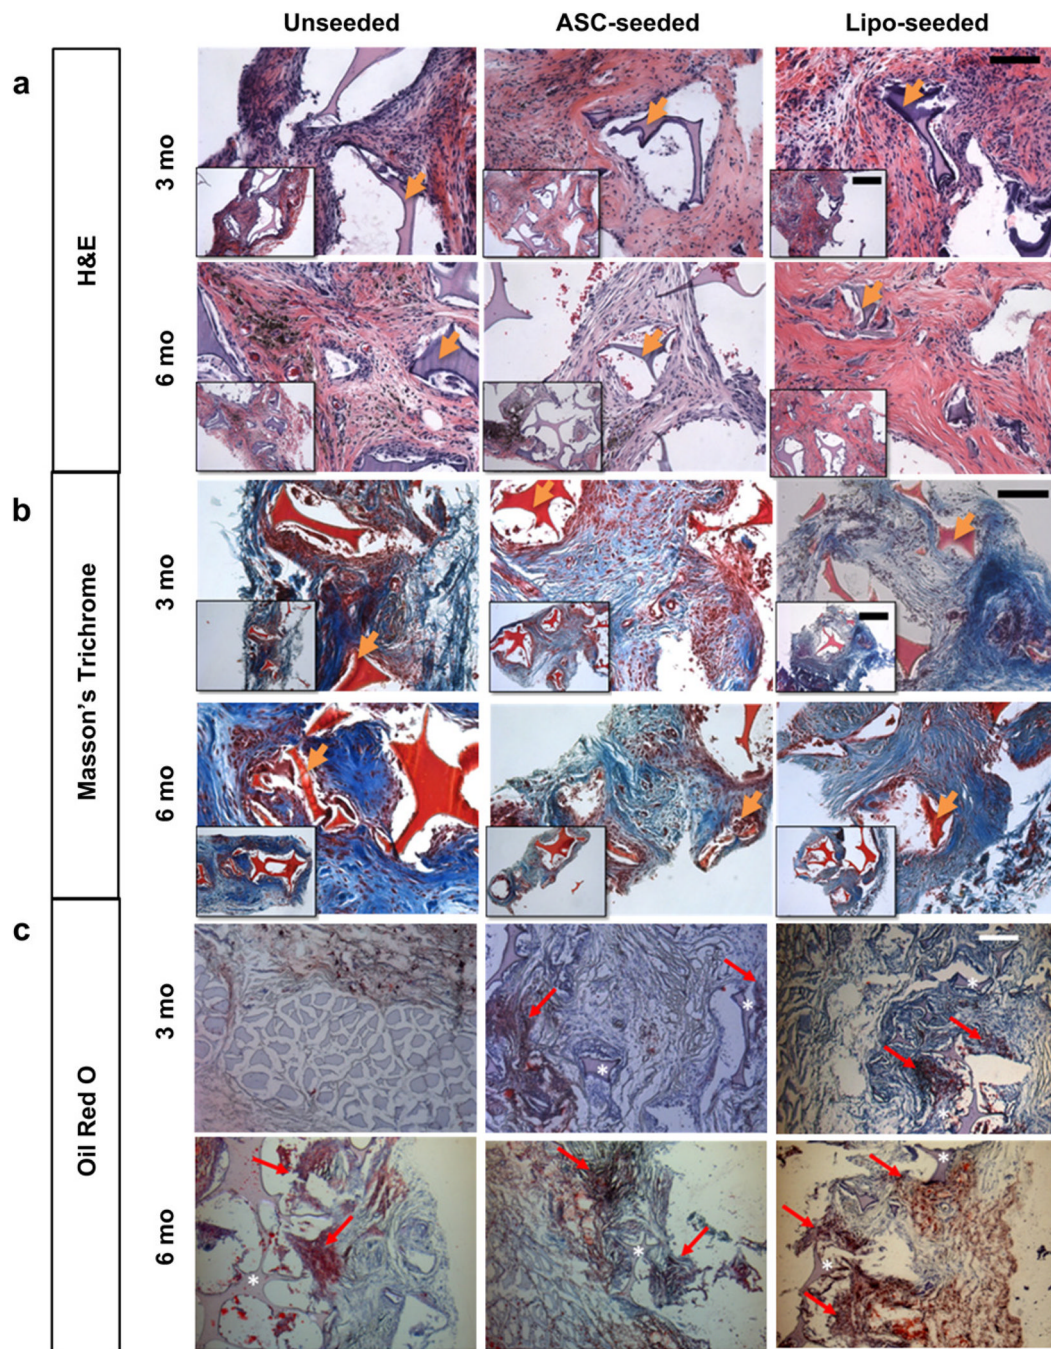 Unseeded ASC-seeded Lipo-seeded
a
H&E
3 mo
6 mo
b
Masson's Trichrome
3 mo
6 mo
c
Oil Red O
3 mo
*
*
*
*
6 mo
*
*
*
*